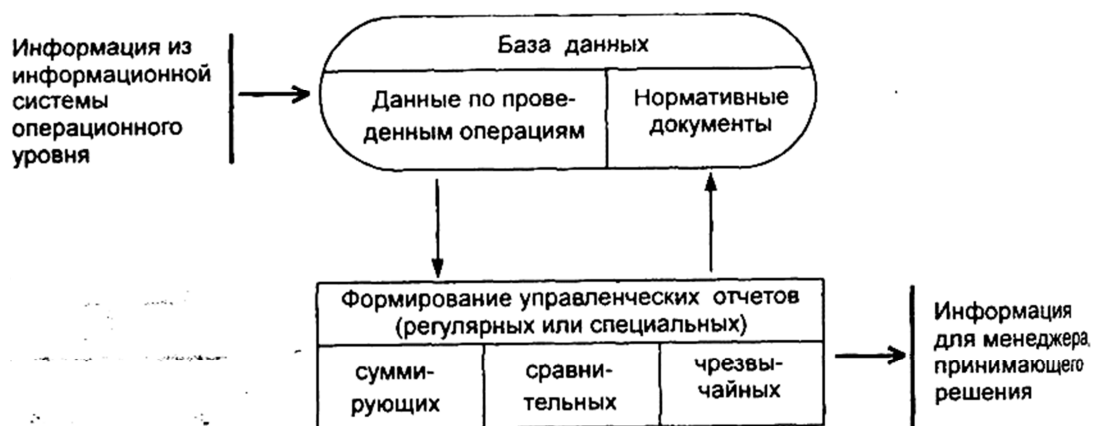 Информация из
информационной
системы
операционного
уровня
База данных
Данные по прове-
денным операциям
Нормативные
документы
Формирование управленческих отчетов
(регулярных или специальных)
сумми-
рующих
сравни-
тельных
чрезвы-
чайных
Информация
для менеджера,
принимающего
решения